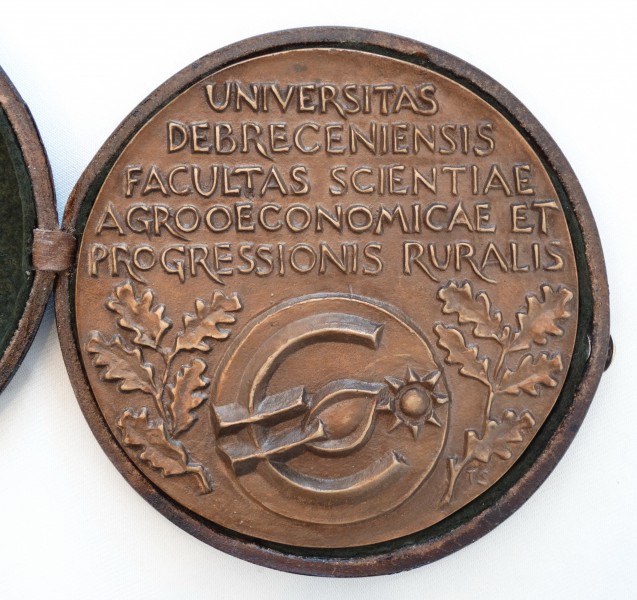 UNIVERSITAS
DEBRECENIENSIS
FACULTAS SCIENTIAE
AGROOECONOMICAE ET
PROGRESSIONIS RURALIS